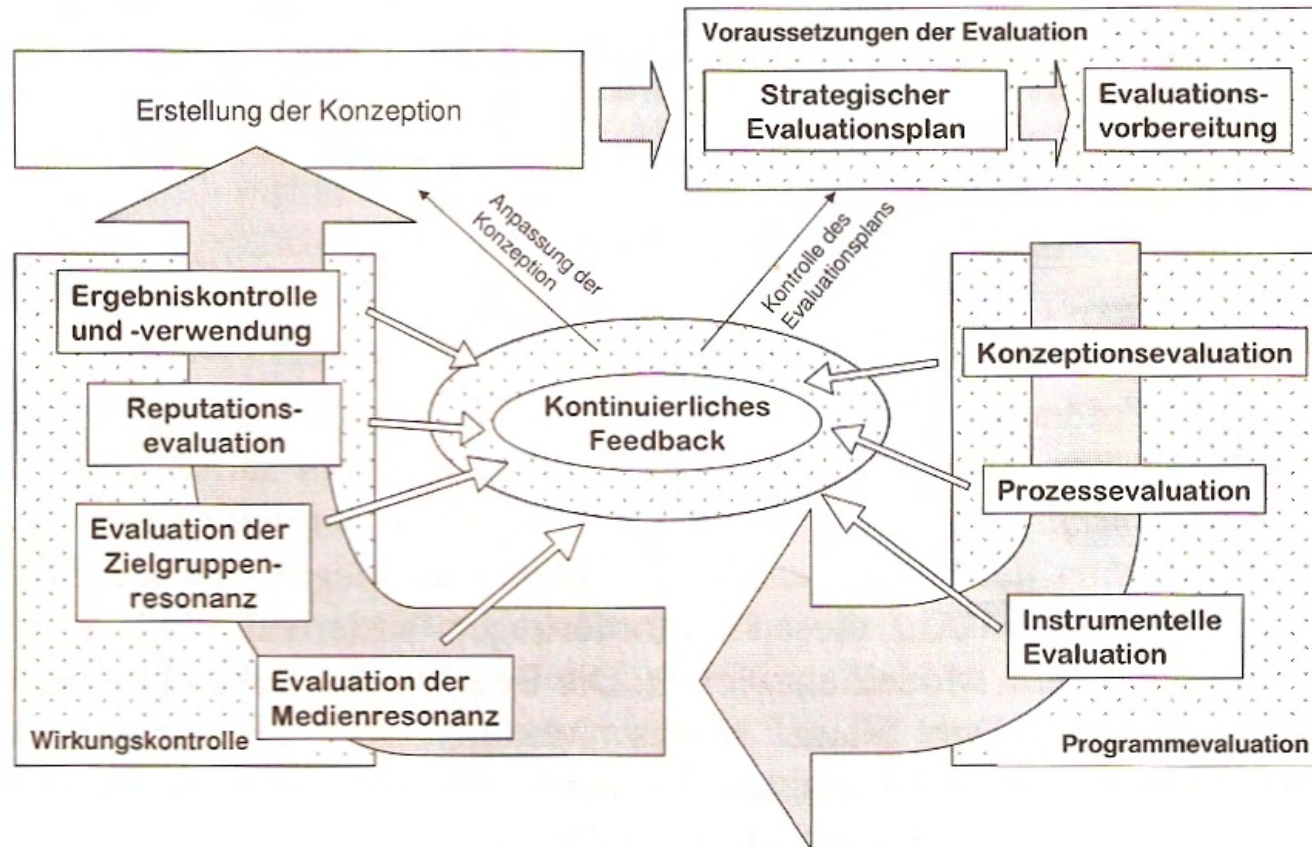 Voraussetzungen der Evaluation
Erstellung der Konzeption
Strategischer
Evaluationsplan
Evaluations-
vorbereitung
Anpassung der
Konzeption
Kontrolle des
Evaluationsplans
Ergebniskontrolle
und -verwendung
Reputations-
evaluation
Evaluation der
Zielgruppen-
resonanz
Evaluation der
Medienresonanz
Wirkungskontrolle
Kontinuierliches
Feedback
Konzeptionsevaluation
Prozessevaluation
Instrumentelle
Evaluation
Programmevaluation